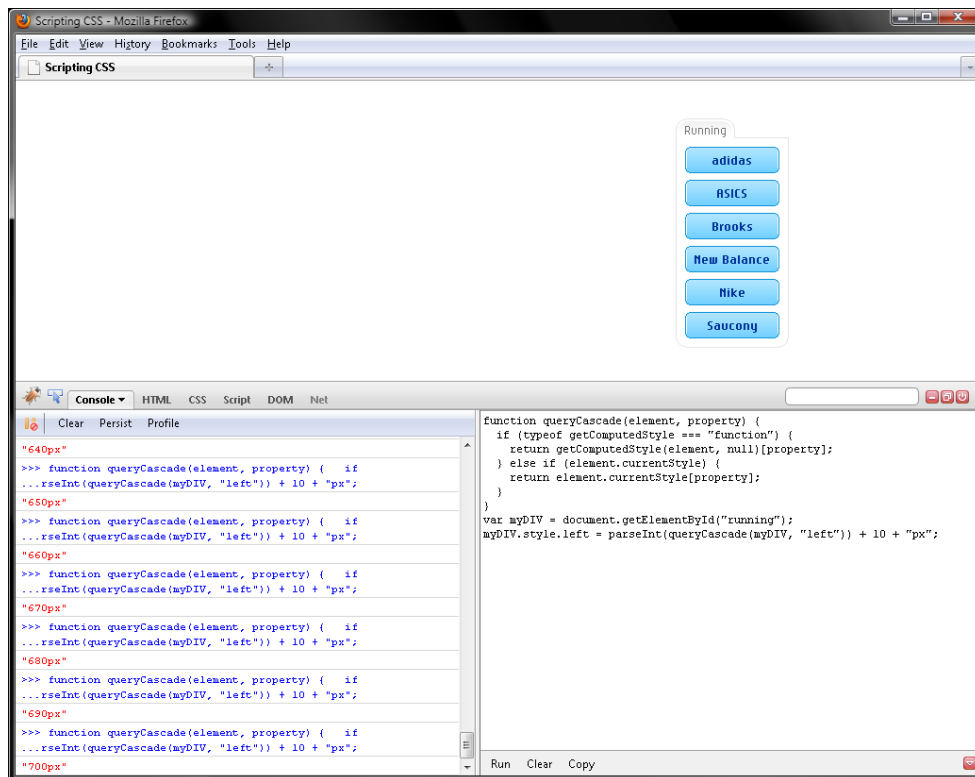 Scripting CSS - Mozilla Firefox
File Edit View History Bookmarks Tools Help
Scripting CSS
Running
adidas
ASICS
Brooks
New Balance
Nike
Saucony
Console HTML CSS Script DOM Net
Clear Persist Profile
"640px"
>>> function queryCascade(element, property) { if
...rseInt(queryCascade(myDIV, "left")) + 10 + "px";
"650px"
>>> function queryCascade(element, property) { if
...rseInt(queryCascade(myDIV, "left")) + 10 + "px";
"660px"
>>> function queryCascade(element, property) { if
...rseInt(queryCascade(myDIV, "left")) + 10 + "px";
"670px"
>>> function queryCascade(element, property) { if
...rseInt(queryCascade(myDIV, "left")) + 10 + "px";
"680px"
>>> function queryCascade(element, property) { if
...rseInt(queryCascade(myDIV, "left")) + 10 + "px";
"690px"
>>> function queryCascade(element, property) { if
...rseInt(queryCascade(myDIV, "left")) + 10 + "px";
"700px"
function queryCascade(element, property) {
  if (typeof getComputedStyle === "function") {
    return getComputedStyle(element, null)[property];
  } else if (element.currentStyle) {
    return element.currentStyle[property];
  }
}
var myDIV = document.getElementById("running");
myDIV.style.left = parseInt(queryCascade(myDIV, "left")) + 10 + "px";
Run Clear Copy